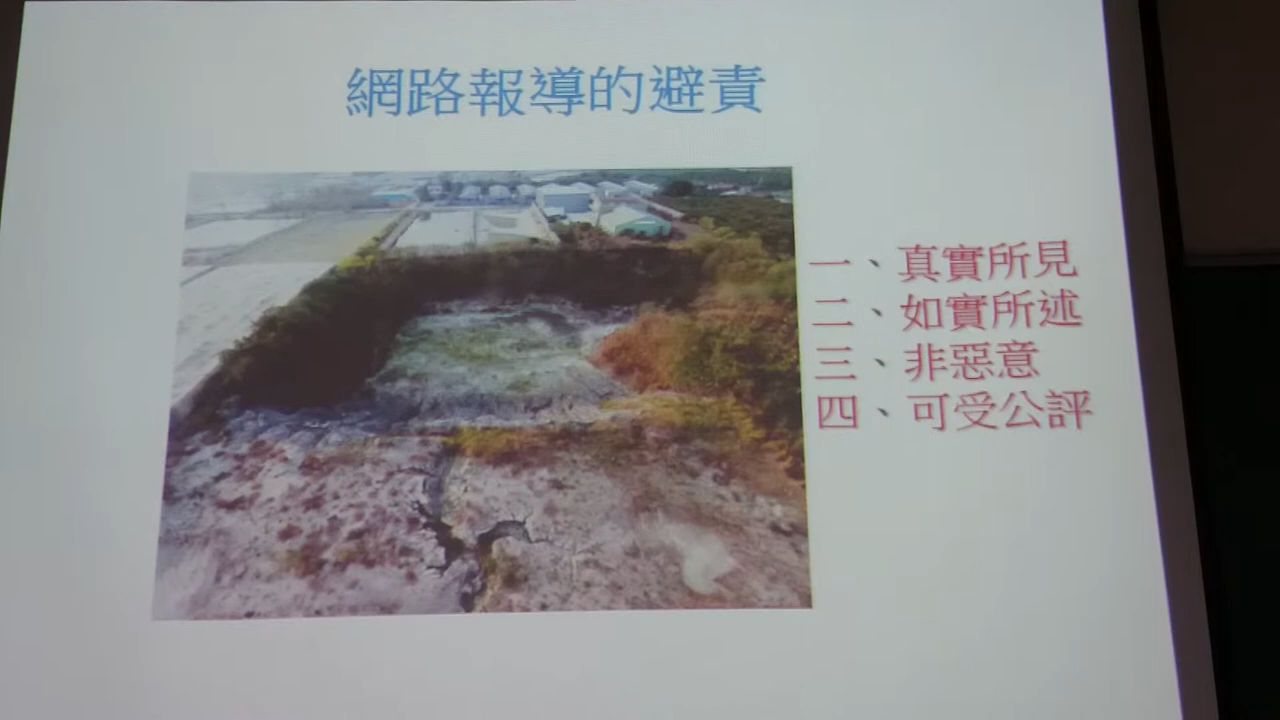 網路報導的避責
一、真實所見
二、如實所述
三、非惡意
四、可受公評